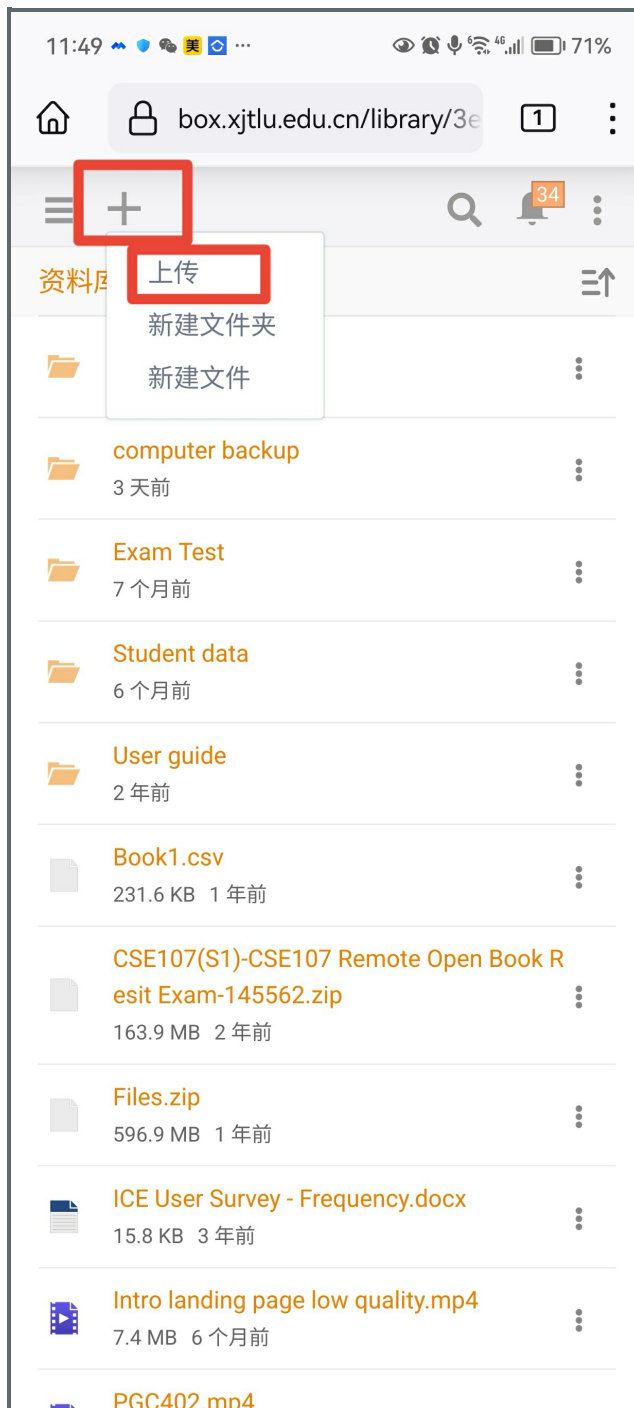 11:49 美 ··· 6 4G 71%
box.xjtlu.edu.cn/library/3e 1
34
上传
资料库
新建文件夹
新建文件
computer backup
3 天前
Exam Test
7 个月前
Student data
6 个月前
User guide
2 年前
Book1.csv
231.6 KB 1 年前
CSE107(S1)-CSE107 Remote Open Book R
esit Exam-145562.zip
163.9 MB 2 年前
Files.zip
596.9 MB 1 年前
ICE User Survey - Frequency.docx
15.8 KB 3 年前
Intro landing page low quality.mp4
7.4 MB 6 个月前
PGC402.mp4